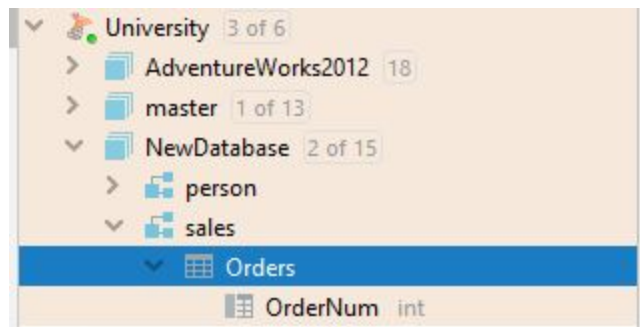 University 3 of 6
AdventureWorks2012 18
master 1 of 13
NewDatabase 2 of 15
person
sales
Orders
OrderNum int